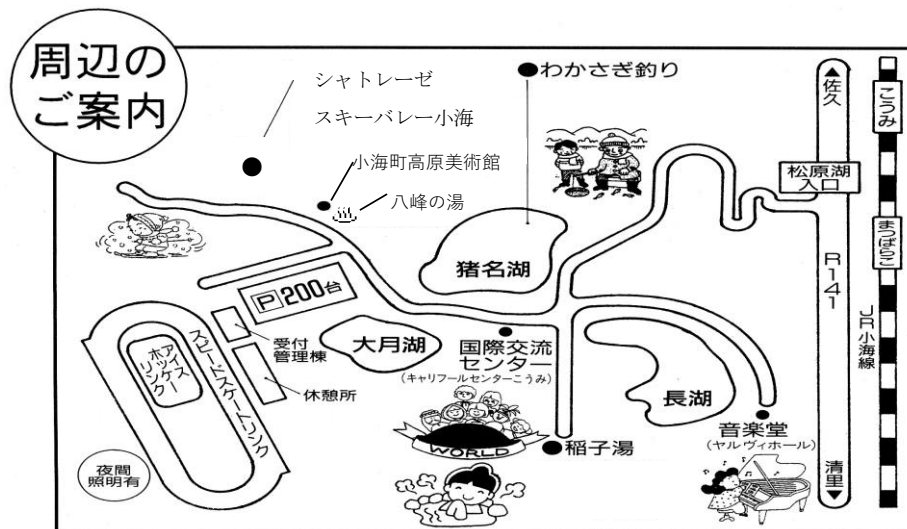 周辺の
ご案内
シャトレーゼ
スキーバレー小海
小海町高原美術館
八峰の湯
わかさぎ釣り
▲佐久
こうみ
松原湖
入口
まつばらこ
R141
JR小海線
清里▼
猪名湖
P200台
受付
管理棟
休憩所
大月湖
国際交流
センター
(キャリフールセンターこうみ)
長湖
音楽堂
(ヤルヴィホール)
稲子湯
WORLD
アイス
ホッケー
リンク
スピードスケートリンク
夜間
照明有